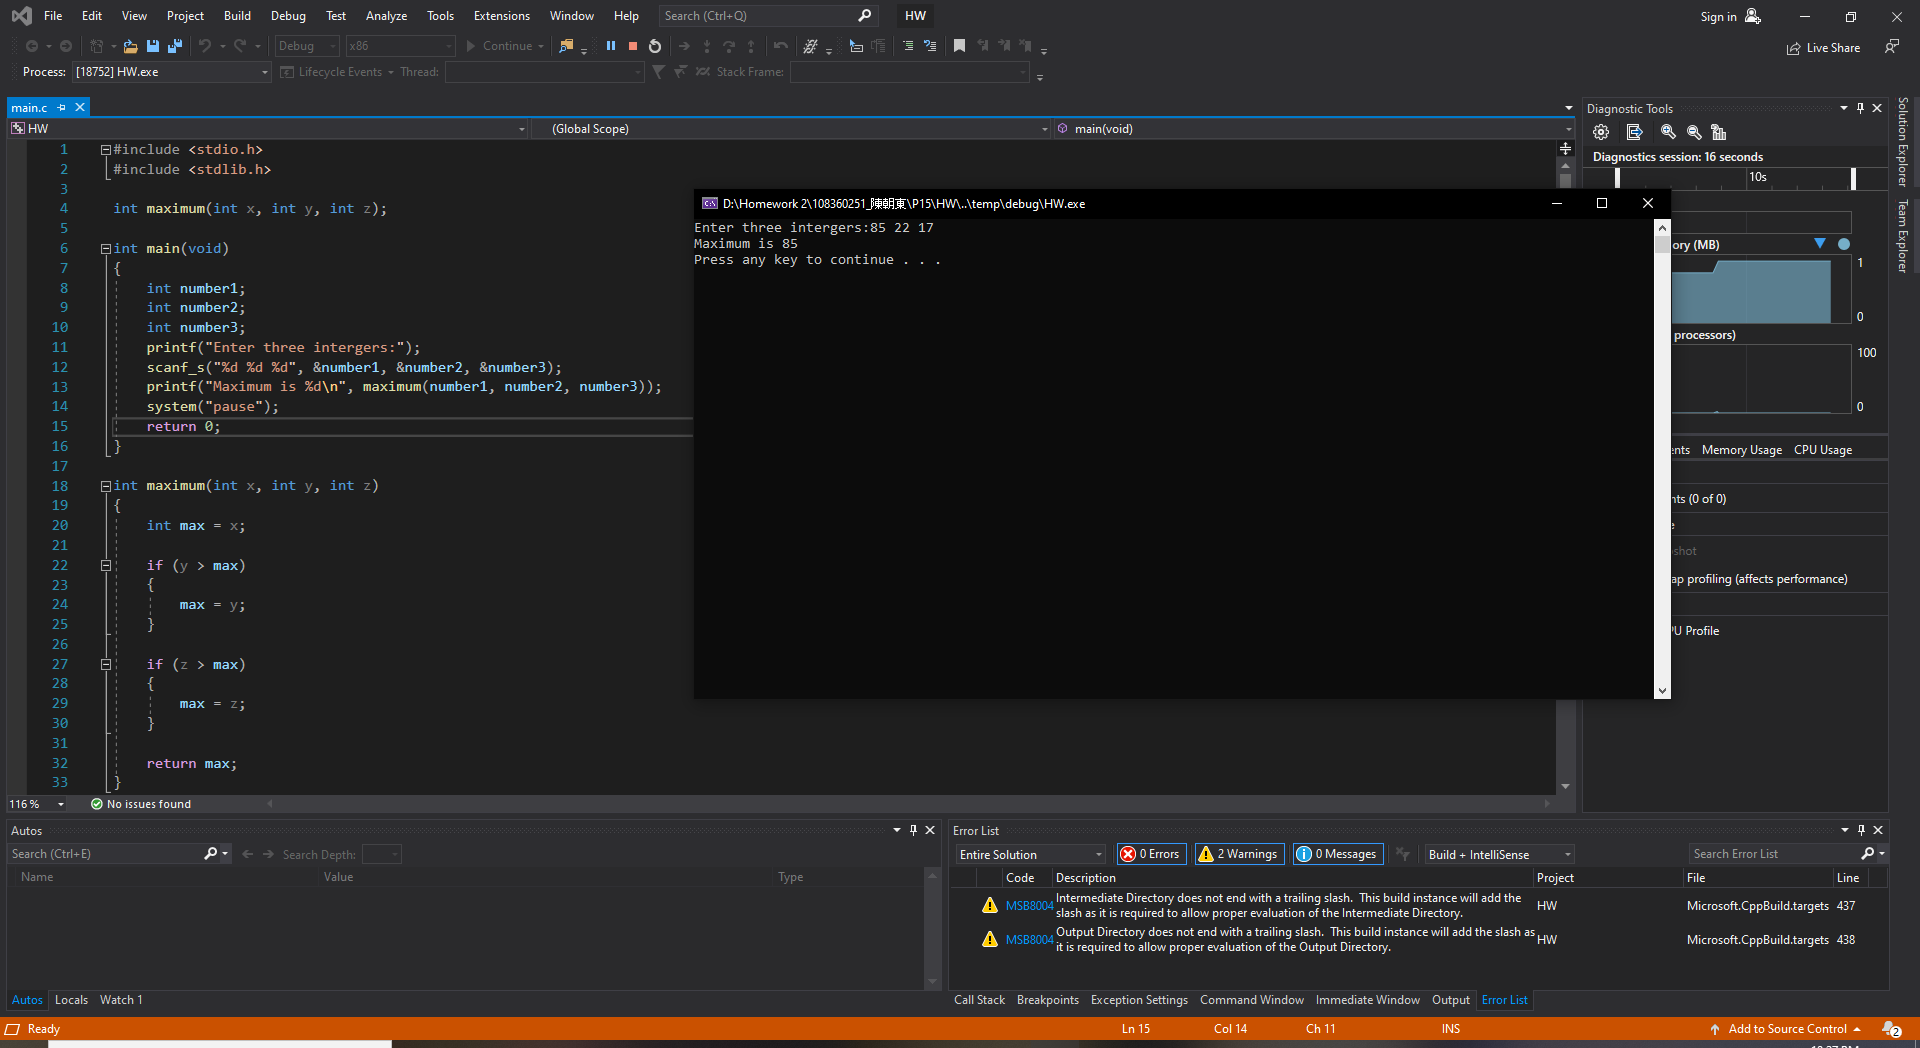 File Edit View Project Build Debug Test Analyze Tools Extensions Window Help Search (Ctrl+Q) HW Sign in
Debug x86 Continue Live Share
Process: [18752] HW.exe Lifecycle Events Thread: Stack Frame:
main.c
HW (Global Scope) main(void)
1 #include <stdio.h>
2 #include <stdlib.h>
3
4 int maximum(int x, int y, int z);
5
6 int main(void)
7 {
8 int number1;
9 int number2;
10 int number3;
11 printf("Enter three intergers:");
12 scanf_s("%d %d %d", &number1, &number2, &number3);
13 printf("Maximum is %d\n", maximum(number1, number2, number3));
14 system("pause");
15 return 0;
16 }
17
18 int maximum(int x, int y, int z)
19 {
20 int max = x;
21
22 if (y > max)
23 {
24 max = y;
25 }
26
27 if (z > max)
28 {
29 max = z;
30 }
31
32 return max;
33 }
116 % No issues found
D:\Homework 2\108360251_陳朝東\P15\HW\..\temp\debug\HW.exe
Enter three intergers:85 22 17
Maximum is 85
Press any key to continue . . .
Diagnostic Tools
Diagnostics session: 16 seconds
10s
ory (MB)
1
0
processors)
100
0
ents Memory Usage CPU Usage
nts (0 of 0)
e
shot
ap profiling (affects performance)
U Profile
Solution Explorer
Team Explorer
Autos
Search (Ctrl+E) Search Depth:
Name Value Type
Autos Locals Watch 1
Error List
Entire Solution 0 Errors 2 Warnings 0 Messages Build + IntelliSense Search Error List
Code Description Project File Line
MSB8004 Intermediate Directory does not end with a trailing slash.  This build instance will add the HW Microsoft.CppBuild.targets 437
slash as it is required to allow proper evaluation of the Intermediate Directory.
MSB8004 Output Directory does not end with a trailing slash.  This build instance will add the slash as HW Microsoft.CppBuild.targets 438
it is required to allow proper evaluation of the Output Directory.
Call Stack Breakpoints Exception Settings Command Window Immediate Window Output Error List
Ready Ln 15 Col 14 Ch 11 INS Add to Source Control 2